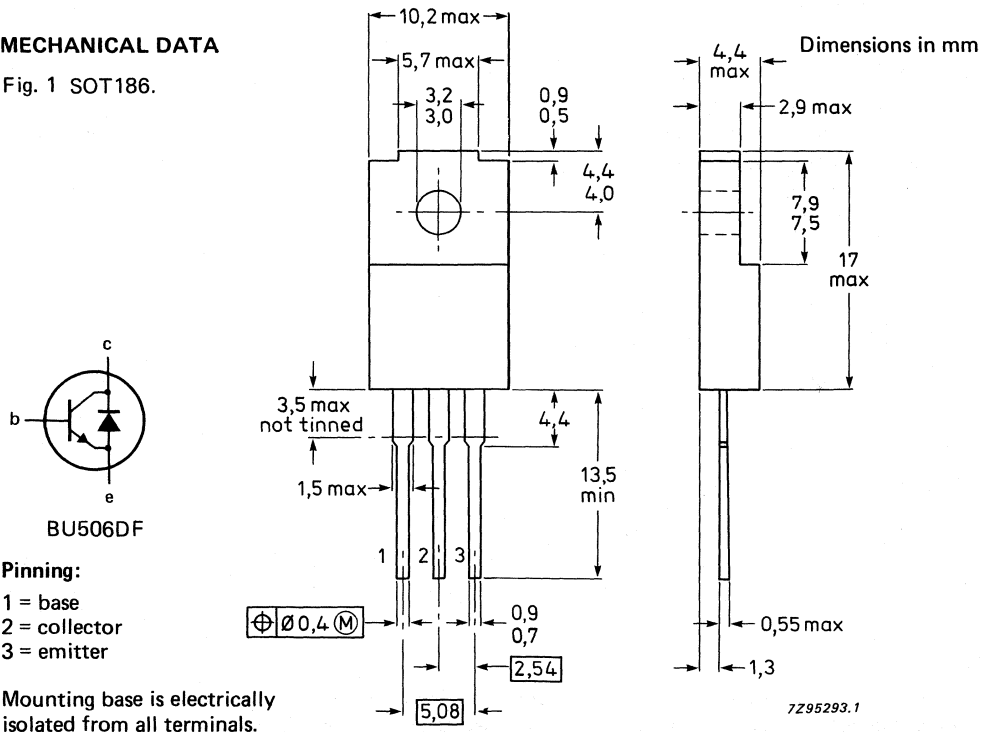 MECHANICAL DATA
Dimensions in mm
Fig. 1 SOT186.
10,2 max
5,7 max
3,2
3,0
0,9
0,5
4,4
4,0
4,4
max
2,9 max
7,9
7,5
17
max
3,5 max
not tinned
4,4
1,5 max
13,5
min
1 2 3
Ø 0,4 Ⓜ
0,9
0,7
2,54
5,08
0,55 max
1,3
c
b
e
BU506DF
Pinning:
1 = base
2 = collector
3 = emitter
Mounting base is electrically
isolated from all terminals.
7Z95293.1